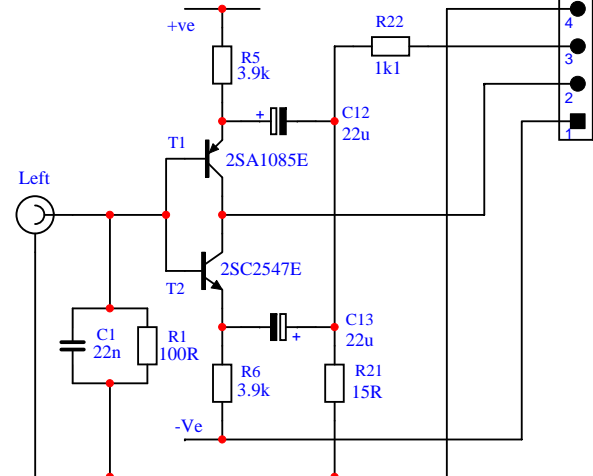 R22
4
+ve
R5
3.9k
1k1
3
+
C12
22u
2
T1
2SA1085E
1
Left
2SC2547E
T2
C13
22u
+
C1
22n
R1
100R
R6
3.9k
R21
15R
-Ve